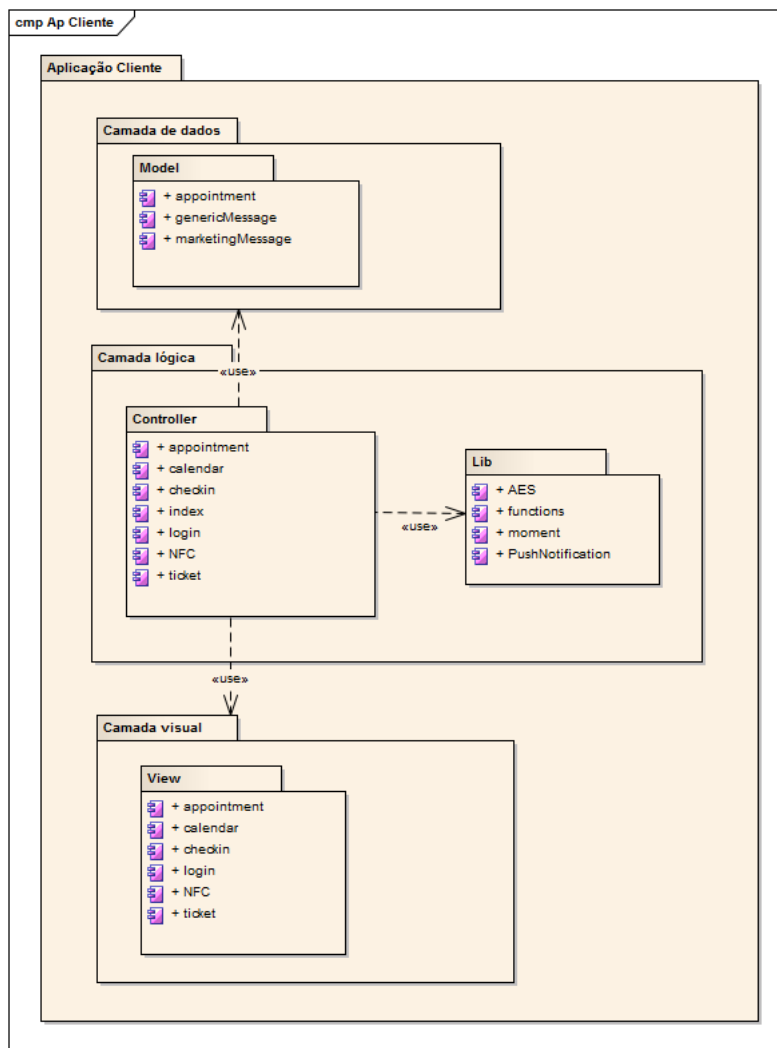 cmp Ap Cliente
Aplicação Cliente
Camada de dados
Model
+ appointment
+ genericMessage
+ marketingMessage
Camada lógica
«use»
Controller
+ appointment
+ calendar
+ checkin
+ index
+ login
+ NFC
+ ticket
«use»
Lib
+ AES
+ functions
+ moment
+ PushNotification
«use»
Camada visual
View
+ appointment
+ calendar
+ checkin
+ login
+ NFC
+ ticket